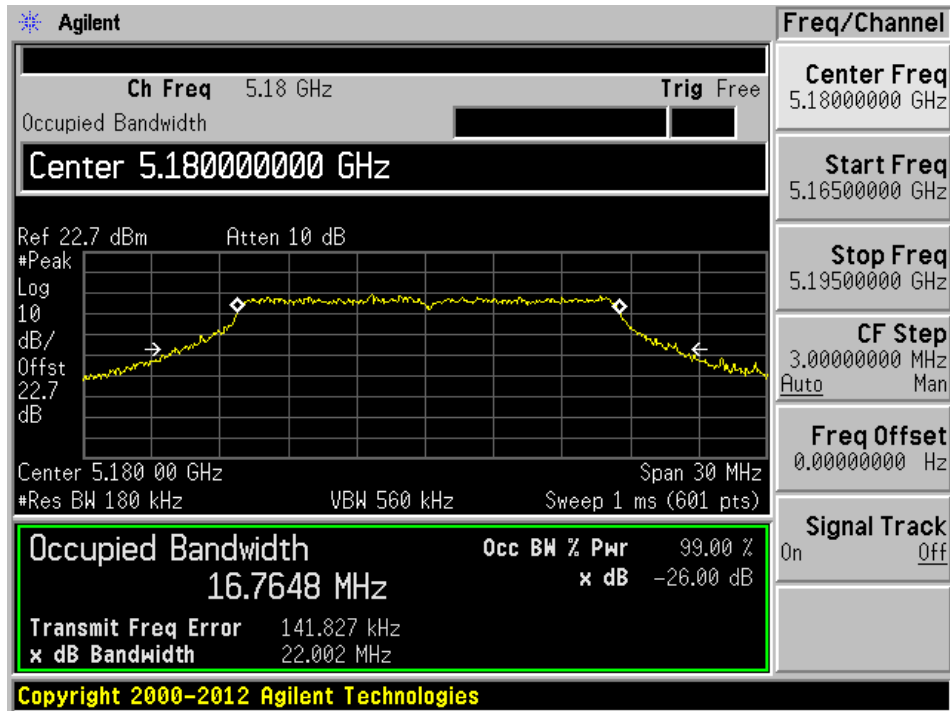 Agilent
Freq/Channel
Ch Freq 5.18 GHz Trig Free
Occupied Bandwidth
Center 5.180000000 GHz
Ref 22.7 dBm Atten 10 dB
#Peak
Log
10
dB/
Offst
22.7
dB
Center 5.180 00 GHz Span 30 MHz
#Res BW 180 kHz VBW 560 kHz Sweep 1 ms (601 pts)
Occupied Bandwidth Occ BW % Pwr 99.00 %
16.7648 MHz x dB -26.00 dB
Transmit Freq Error 141.827 kHz
x dB Bandwidth 22.002 MHz
Copyright 2000-2012 Agilent Technologies
Center Freq
5.18000000 GHz
Start Freq
5.16500000 GHz
Stop Freq
5.19500000 GHz
CF Step
3.00000000 MHz
Auto Man
Freq Offset
0.00000000 Hz
Signal Track
On Off